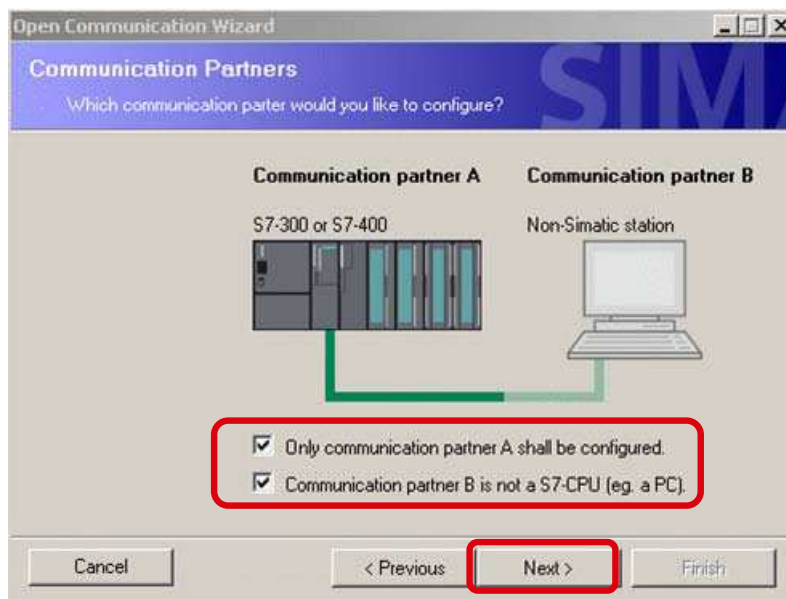 Open Communication Wizard
Communication Partners
Which communication parter would you like to configure?
SIMA
Communication partner A
Communication partner B
S7-300 or S7-400
Non-Simatic station
Only communication partner A shall be configured.
Communication partner B is not a S7-CPU (eg. a PC).
Cancel
< Previous
Next >
Finish